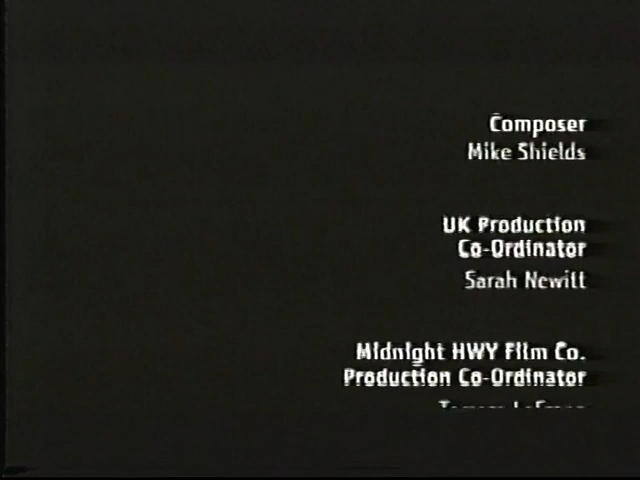 Composer
Mike Shields
UK Production
Co-Ordinator
Sarah Newitt
Midnight HWY Film Co.
Production Co-Ordinator